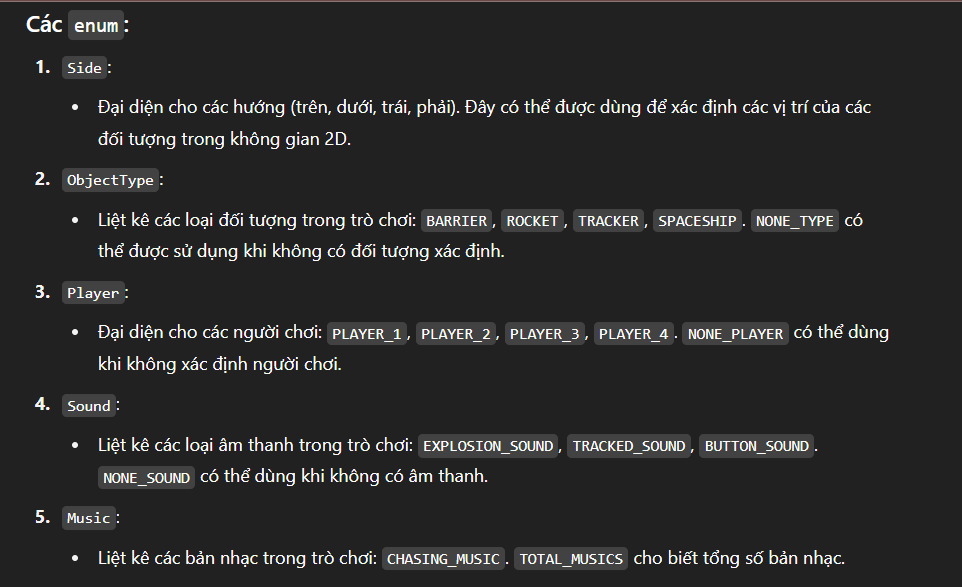 Các enum:
1. Side:
• Đại diện cho các hướng (trên, dưới, trái, phải). Đây có thể được dùng để xác định các vị trí của các
đối tượng trong không gian 2D.
2. ObjectType:
• Liệt kê các loại đối tượng trong trò chơi: BARRIER, ROCKET, TRACKER, SPACESHIP. NONE_TYPE có
thể được sử dụng khi không có đối tượng xác định.
3. Player:
• Đại diện cho các người chơi: PLAYER_1, PLAYER_2, PLAYER_3, PLAYER_4. NONE_PLAYER có thể dùng
khi không xác định người chơi.
4. Sound:
• Liệt kê các loại âm thanh trong trò chơi: EXPLOSION_SOUND, TRACKED_SOUND, BUTTON_SOUND.
NONE_SOUND có thể dùng khi không có âm thanh.
5. Music:
• Liệt kê các bản nhạc trong trò chơi: CHASING_MUSIC. TOTAL_MUSICS cho biết tổng số bản nhạc.